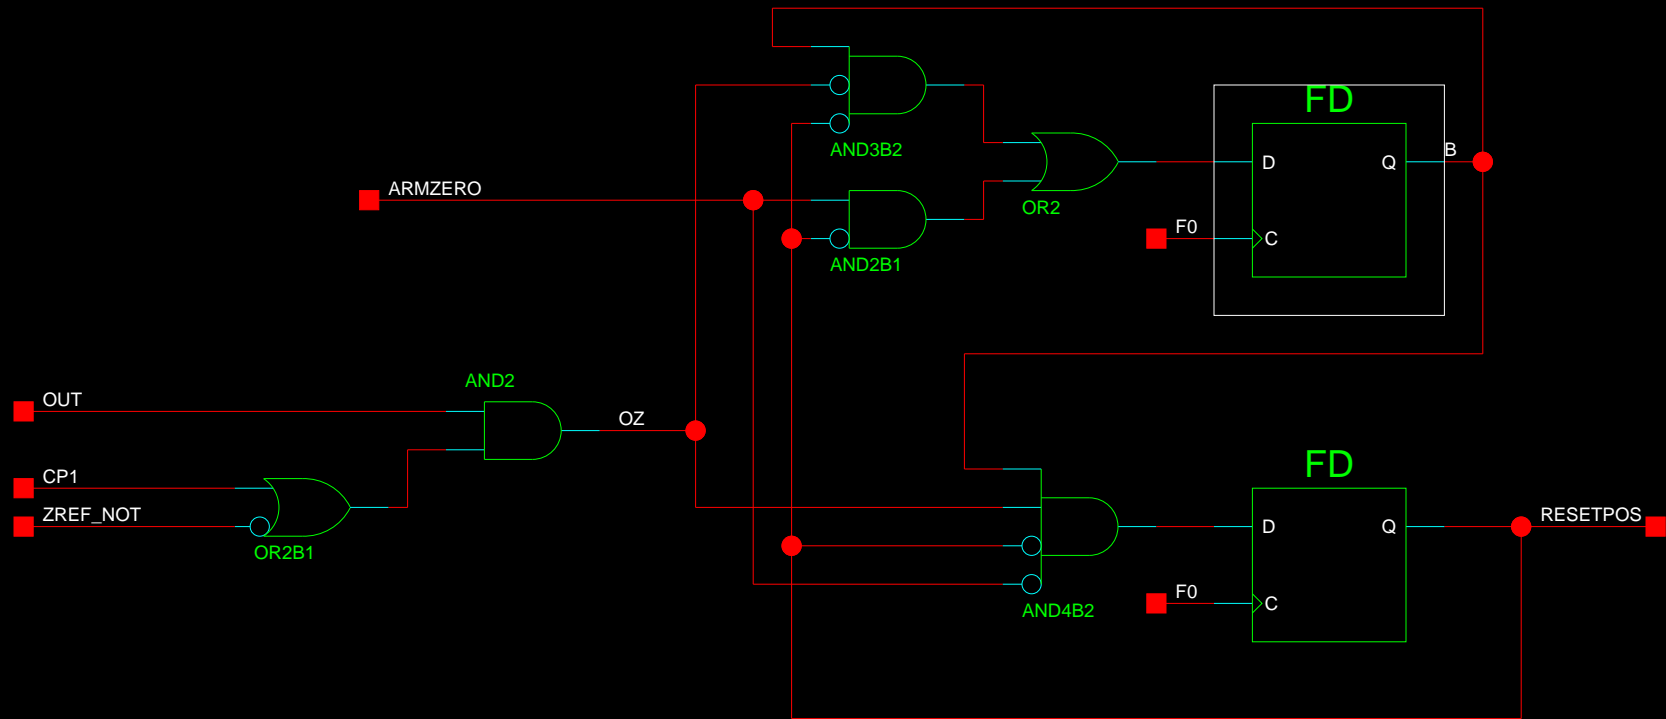 FD
B
D
Q
AND3B2
ARMZERO
OR2
F0
C
AND2B1
AND2
OUT
OZ
FD
CP1
ZREF_NOT
RESETPOS
D
Q
OR2B1
F0
C
AND4B2